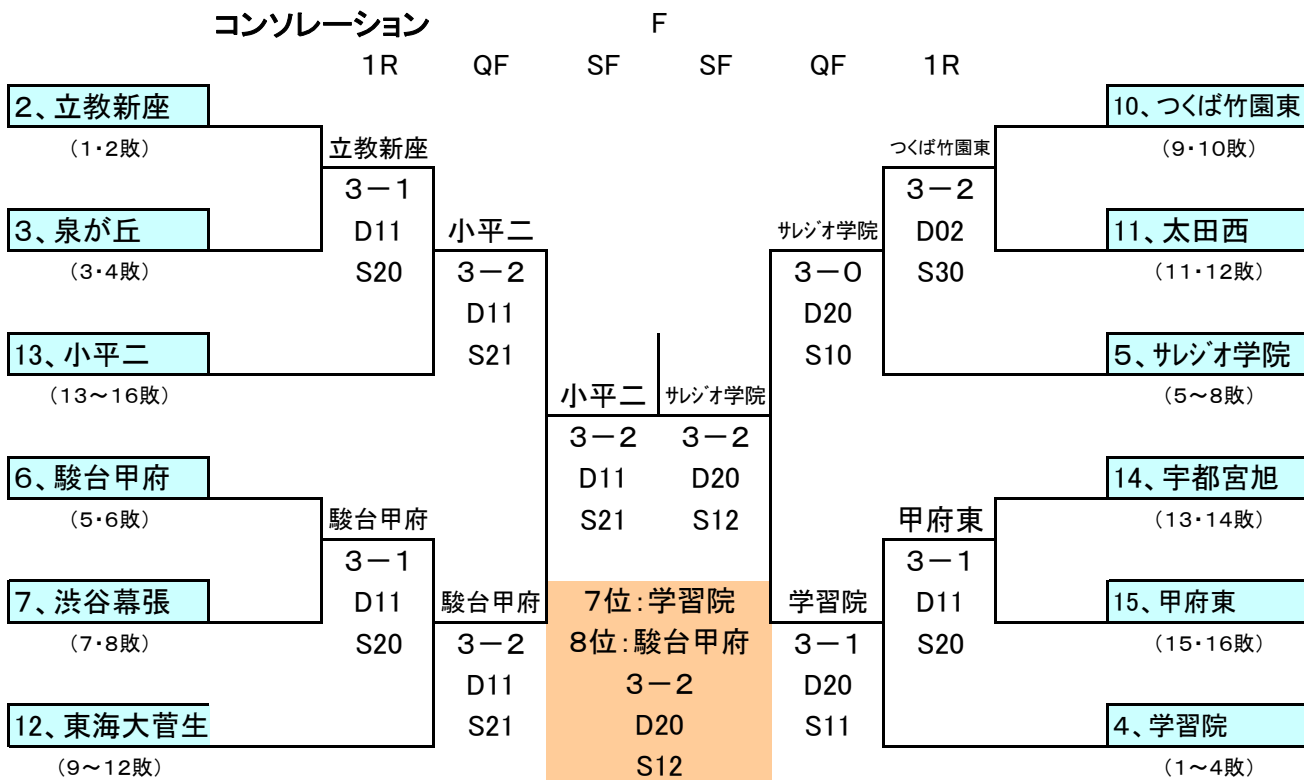 コンソレーション F
1R QF SF SF QF 1R
2、立教新座 10、つくば竹園東
（1・2敗） 立教新座 つくば竹園東 （9・10敗）
3－1 3－2
3、泉が丘 D11 小平二 サレジオ学院 D02 11、太田西
（3・4敗） S20 3－2 3－0 S30 （11・12敗）
D11 D20
13、小平二 S21 S10 5、サレジオ学院
（13～16敗） 小平二 サレジオ学院 （5～8敗）
3－2 3－2
6、駿台甲府 D11 D20 14、宇都宮旭
（5・6敗） 駿台甲府 S21 S12 甲府東 （13・14敗）
3－1 3－1
7、渋谷幕張 D11 駿台甲府 7位：学習院 学習院 D11 15、甲府東
（7・8敗） S20 3－2 8位：駿台甲府 3－1 S20 （15・16敗）
D11 3－2 D20
12、東海大菅生 S21 D20 S11 4、学習院
（9～12敗） S12 （1～4敗）